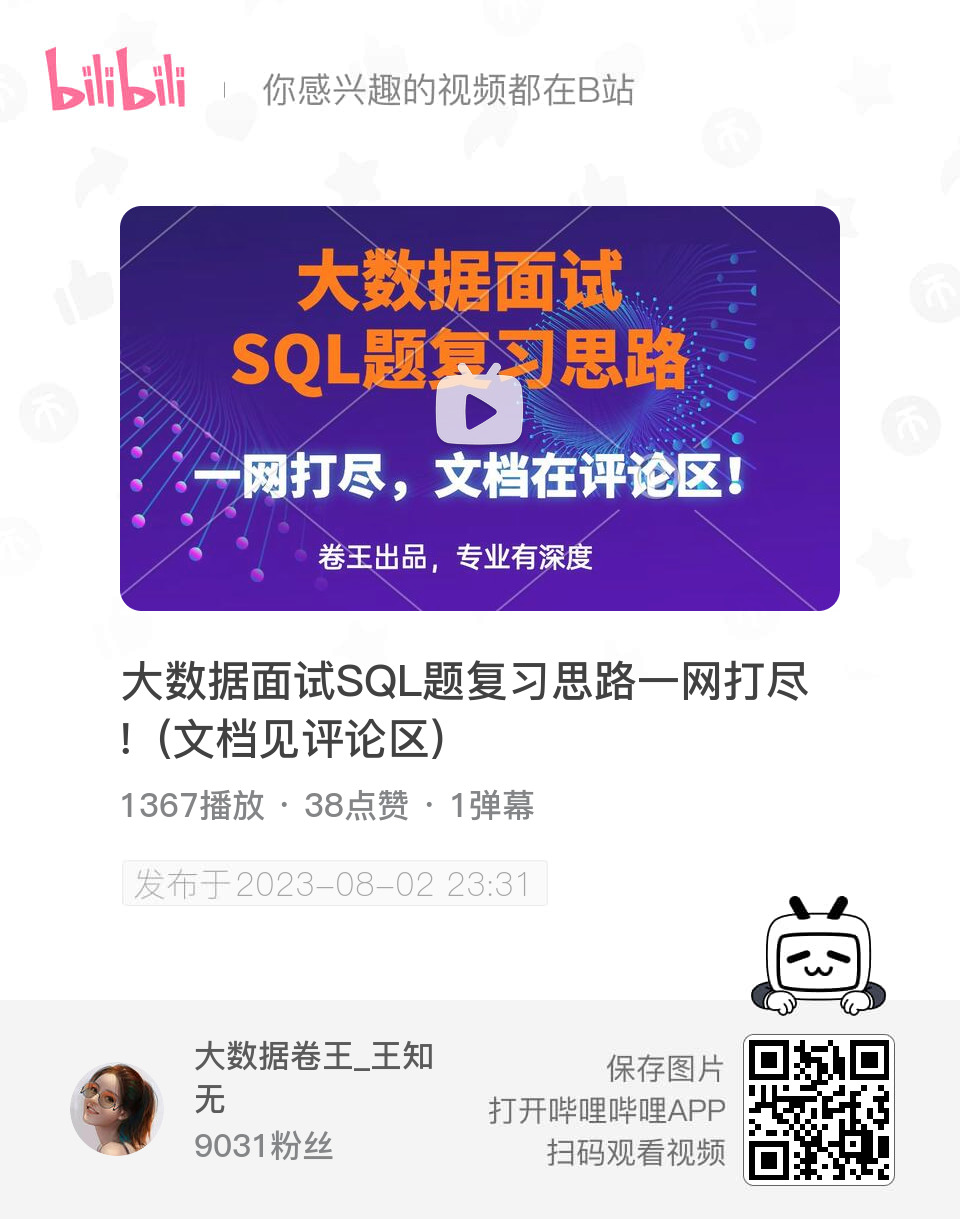 bilibili
你感兴趣的视频都在B站
大数据面试
SQL题复习思路
一网打尽，文档在评论区！
卷王出品，专业有深度
大数据面试SQL题复习思路一网打尽
！(文档见评论区)
1367播放 · 38点赞 · 1弹幕
发布于2023-08-02 23:31
大数据卷王_王知
无
9031粉丝
保存图片
打开哔哩哔哩APP
扫码观看视频